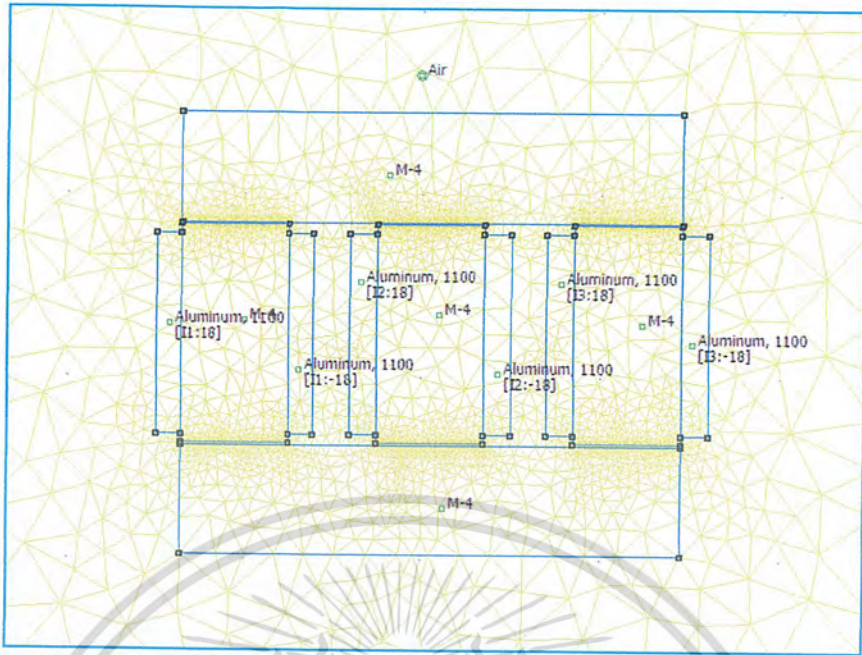 Air
M-4
Aluminum, 1100
[I2:18]
Aluminum, 1100
[I3:18]
M-4
Aluminum, 1100
[I1:18]
M-4
M-4
Aluminum, 1100
[I3:-18]
Aluminum, 1100
[I1:-18]
Aluminum, 1100
[I2:-18]
M-4